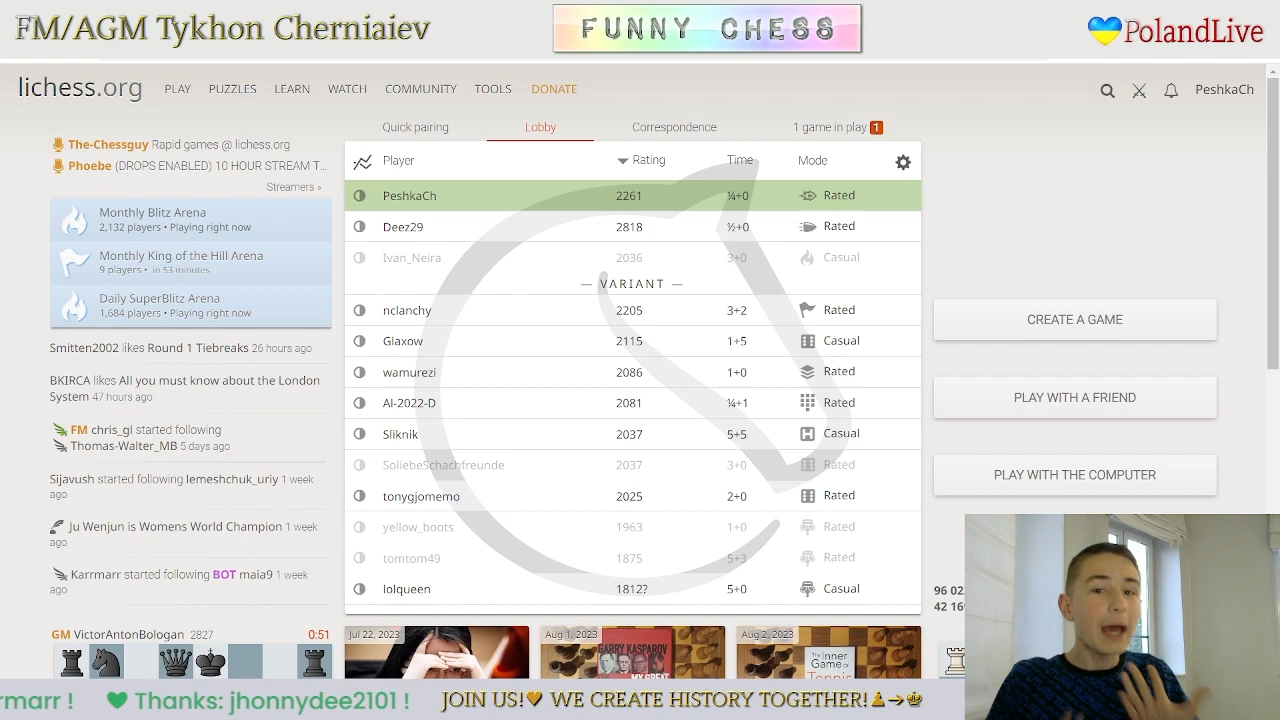 FM/AGM Tykhon Cherniaiev
FUNNY CHESS
PolandLive
lichess.org
PLAY PUZZLES LEARN WATCH COMMUNITY TOOLS DONATE
PeshkaCh
Quick pairing Lobby Correspondence 1 game in play 1
The-Chessguy Rapid games @ lichess.org
Phoebe (DROPS ENABLED) 10 HOUR STREAM T...
Streamers »
Monthly Blitz Arena
2,132 players • Playing right now
Monthly King of the Hill Arena
9 players • in 53 minutes
Daily SuperBlitz Arena
1,684 players • Playing right now
Smitten2002 likes Round 1 Tiebreaks 26 hours ago
BKIRCA likes All you must know about the London
System 47 hours ago
FM chris_gl started following
Thomas-Walter_MB 5 days ago
Sijavush started following lemeshchuk_uriy 1 week
ago
Ju Wenjun is Womens World Champion 1 week
ago
Karrmarr started following BOT maia9 1 week
ago
GM VictorAntonBologan 2827 0:51
Player Rating Time Mode
PeshkaCh 2261 ¼+0 Rated
Deez29 2818 ½+0 Rated
Ivan_Neira 2036 3+0 Casual
— VARIANT —
nclanchy 2205 3+2 Rated
Glaxow 2115 1+5 Casual
wamurezi 2086 1+0 Rated
AI-2022-D 2081 ¼+1 Rated
Sliknik 2037 5+5 Casual
SoliebeSchachfreunde 2037 3+0 Rated
tonygjomemo 2025 2+0 Rated
yellow_boots 1963 1+0 Rated
tomtom49 1875 5+3 Rated
lolqueen 1812? 5+0 Casual
CREATE A GAME
PLAY WITH A FRIEND
PLAY WITH THE COMPUTER
96 02
42 16
Jul 22, 2023
Aug 1, 2023
GARRY KASPAROV
MY GREAT
Aug 2, 2023
The Inner
Game of
Tennis
rmarr ! Thanks: jhonnydee2101 !
JOIN US!🧡 WE CREATE HISTORY TOGETHER!♟➔♚